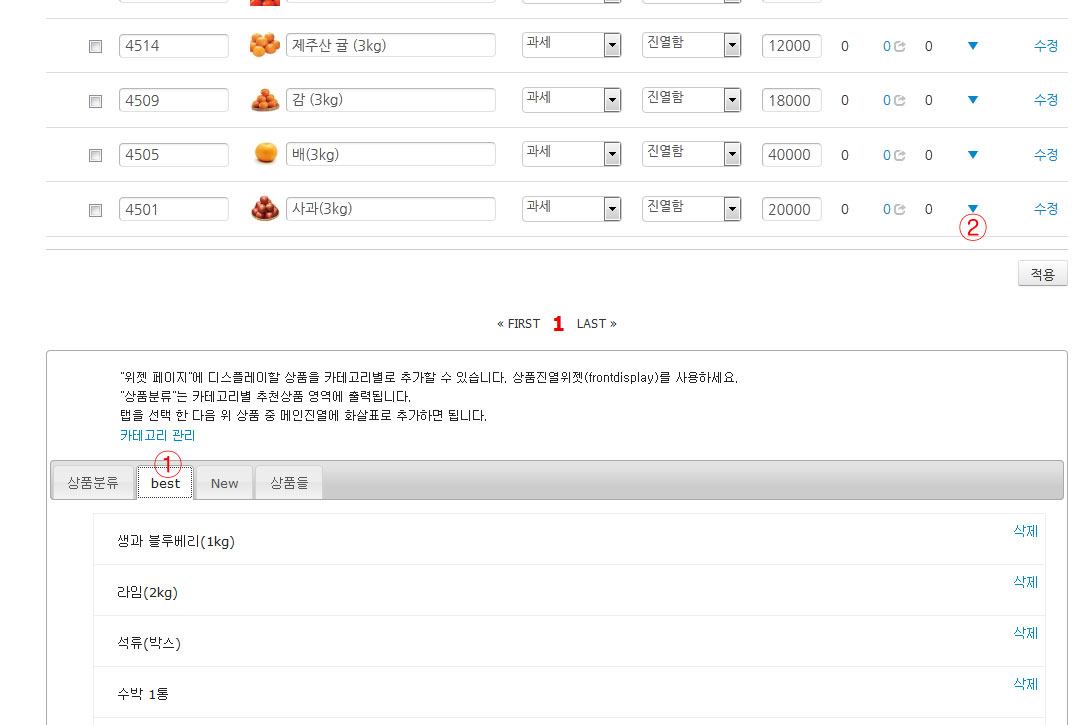 4514 제주산 귤 (3kg) 과세 진열함 12000 0 0 0 ▼ 수정
4509 감 (3kg) 과세 진열함 18000 0 0 0 ▼ 수정
4505 배(3kg) 과세 진열함 40000 0 0 0 ▼ 수정
4501 사과(3kg) 과세 진열함 20000 0 0 0 ▼ 수정
②
적용
« FIRST 1 LAST »
"위젯 페이지"에 디스플레이할 상품을 카테고리별로 추가할 수 있습니다. 상품진열위젯(frontdisplay)를 사용하세요.
"상품분류"는 카테고리별 추천상품 영역에 출력됩니다.
탭을 선택 한 다음 위 상품 중 메인진열에 화살표로 추가하면 됩니다.
카테고리 관리
①
상품분류 best New 상품들
생과 블루베리(1kg) 삭제
라임(2kg) 삭제
석류(박스) 삭제
수박 1통 삭제